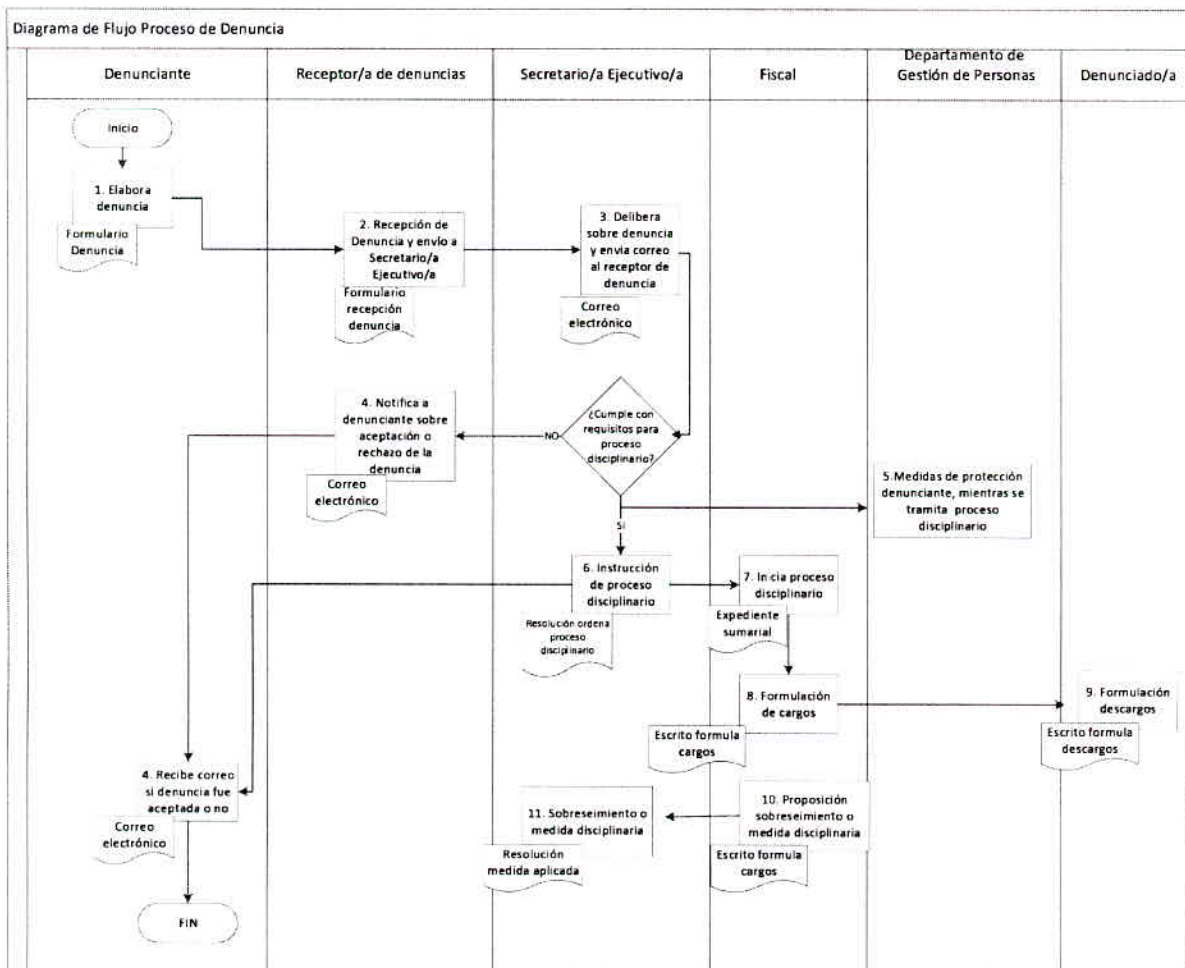 Diagrama de Flujo Proceso de Denuncia
Denunciante
Receptor/a de denuncias
Secretario/a Ejecutivo/a
Fiscal
Departamento de
Gestión de Personas
Denunciado/a
Inicio
1. Elabora
denuncia
Formulario
Denuncia
2. Recepción de
Denuncia y envío a
Secretario/a
Ejecutivo/a
Formulario
recepción
denuncia
3. Delibera
sobre denuncia
y envia correo
al receptor de
denuncia
Correo
electrónico
¿Cumple con
requisitos para
proceso
disciplinario?
NO
4. Notifica a
denunciante sobre
aceptación o
rechazo de la
denuncia
Correo
electrónico
Si
5.Medidas de protección
denunciante, mientras se
tramita proceso
disciplinario
6. Instrucción
de proceso
disciplinario
Resolución ordena
proceso
disciplinario
7. Inicia proceso
disciplinario
Expediente
sumarial
8. Formulación
de cargos
Escrito formula
cargos
9. Formulación
descargos
Escrito formula
descargos
4. Recibe correo
si denuncia fue
aceptada o no
Correo
electrónico
10. Proposición
sobreseimiento o
medida disciplinaria
Escrito formula
cargos
11. Sobreseimiento o
medida disciplinaria
Resolución
medida aplicada
FIN